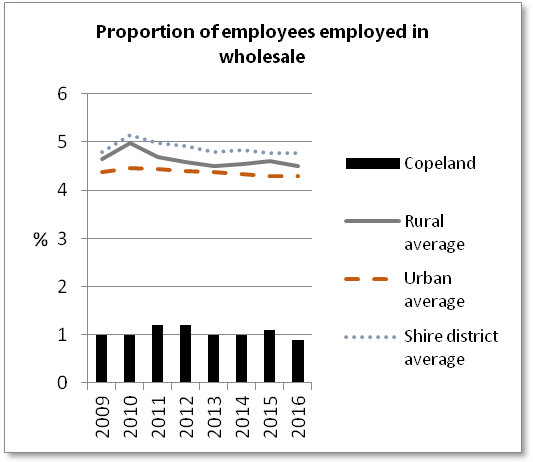 Proportion of employees employed in
wholesale
6
5
4
3
2
1
0
%
2009
2010
2011
2012
2013
2014
2015
2016
Copeland
Rural
average
Urban
average
Shire district
average